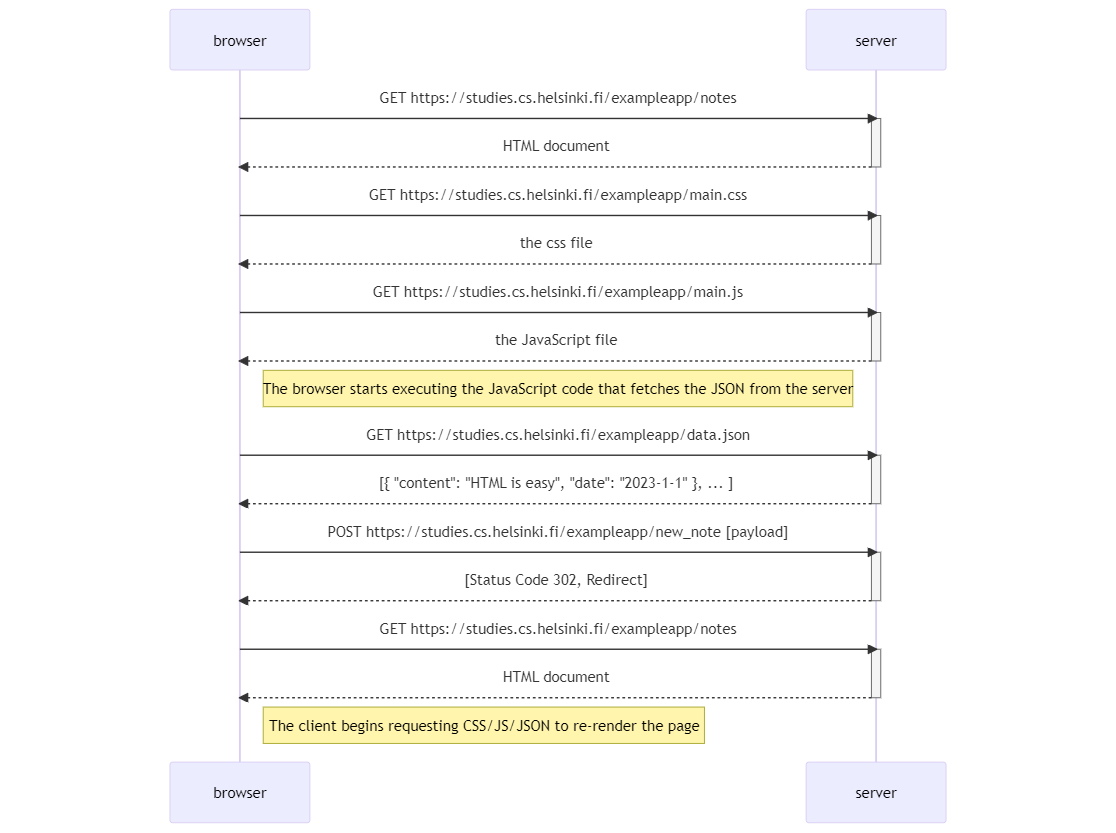 browser server
GET https://studies.cs.helsinki.fi/exampleapp/notes
HTML document
GET https://studies.cs.helsinki.fi/exampleapp/main.css
the css file
GET https://studies.cs.helsinki.fi/exampleapp/main.js
the JavaScript file
The browser starts executing the JavaScript code that fetches the JSON from the server
GET https://studies.cs.helsinki.fi/exampleapp/data.json
[{ "content": "HTML is easy", "date": "2023-1-1" }, ... ]
POST https://studies.cs.helsinki.fi/exampleapp/new_note [payload]
[Status Code 302, Redirect]
GET https://studies.cs.helsinki.fi/exampleapp/notes
HTML document
The client begins requesting CSS/JS/JSON to re-render the page
browser server